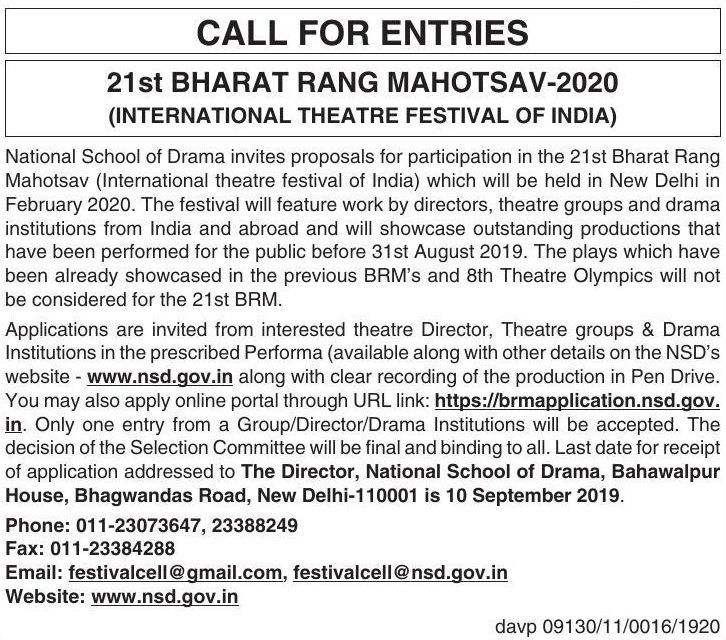 CALL FOR ENTRIES
21st BHARAT RANG MAHOTSAV-2020
(INTERNATIONAL THEATRE FESTIVAL OF INDIA)
National School of Drama invites proposals for participation in the 21st Bharat Rang
Mahotsav (International theatre festival of India) which will be held in New Delhi in
February 2020. The festival will feature work by directors, theatre groups and drama
institutions from India and abroad and will showcase outstanding productions that
have been performed for the public before 31st August 2019. The plays which have
been already showcased in the previous BRM's and 8th Theatre Olympics will not
be considered for the 21st BRM.
Applications are invited from interested theatre Director, Theatre groups & Drama
Institutions in the prescribed Performa (available along with other details on the NSD's
website - www.nsd.gov.in along with clear recording of the production in Pen Drive.
You may also apply online portal through URL link: https://brmapplication.nsd.gov.
in. Only one entry from a Group/Director/Drama Institutions will be accepted. The
decision of the Selection Committee will be final and binding to all. Last date for receipt
of application addressed to The Director, National School of Drama, Bahawalpur
House, Bhagwandas Road, New Delhi-110001 is 10 September 2019.
Phone: 011-23073647, 23388249
Fax: 011-23384288
Email: festivalcell@gmail.com, festivalcell@nsd.gov.in
Website: www.nsd.gov.in
davp 09130/11/0016/1920